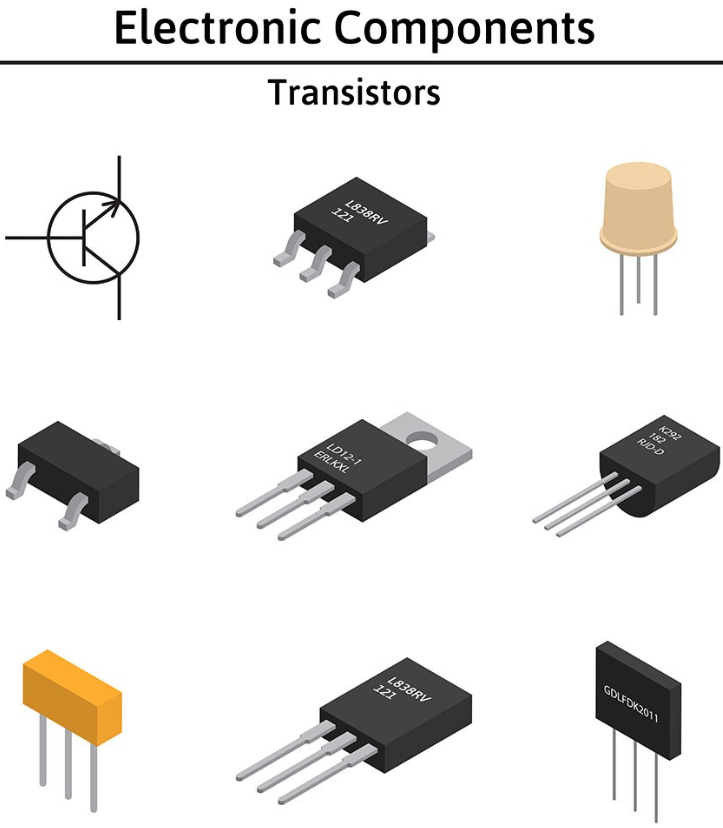 Electronic Components
Transistors
L838RV
121
LD12-1
ERLKXL
K292
182
RJD-D
L838RV
121
GDLFDK2011